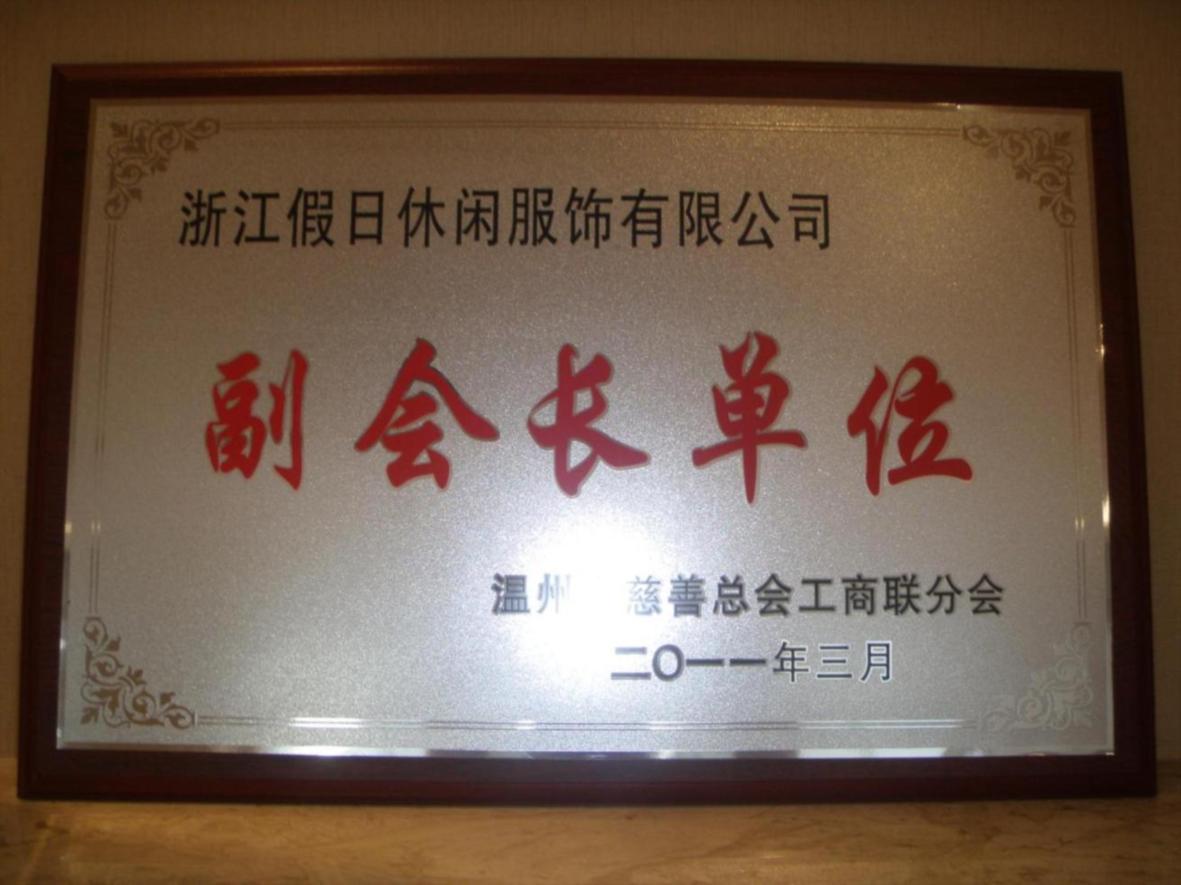 浙江假日休闲服饰有限公司
副会长单位
温州 慈善总会工商联分会
二〇一一年三月